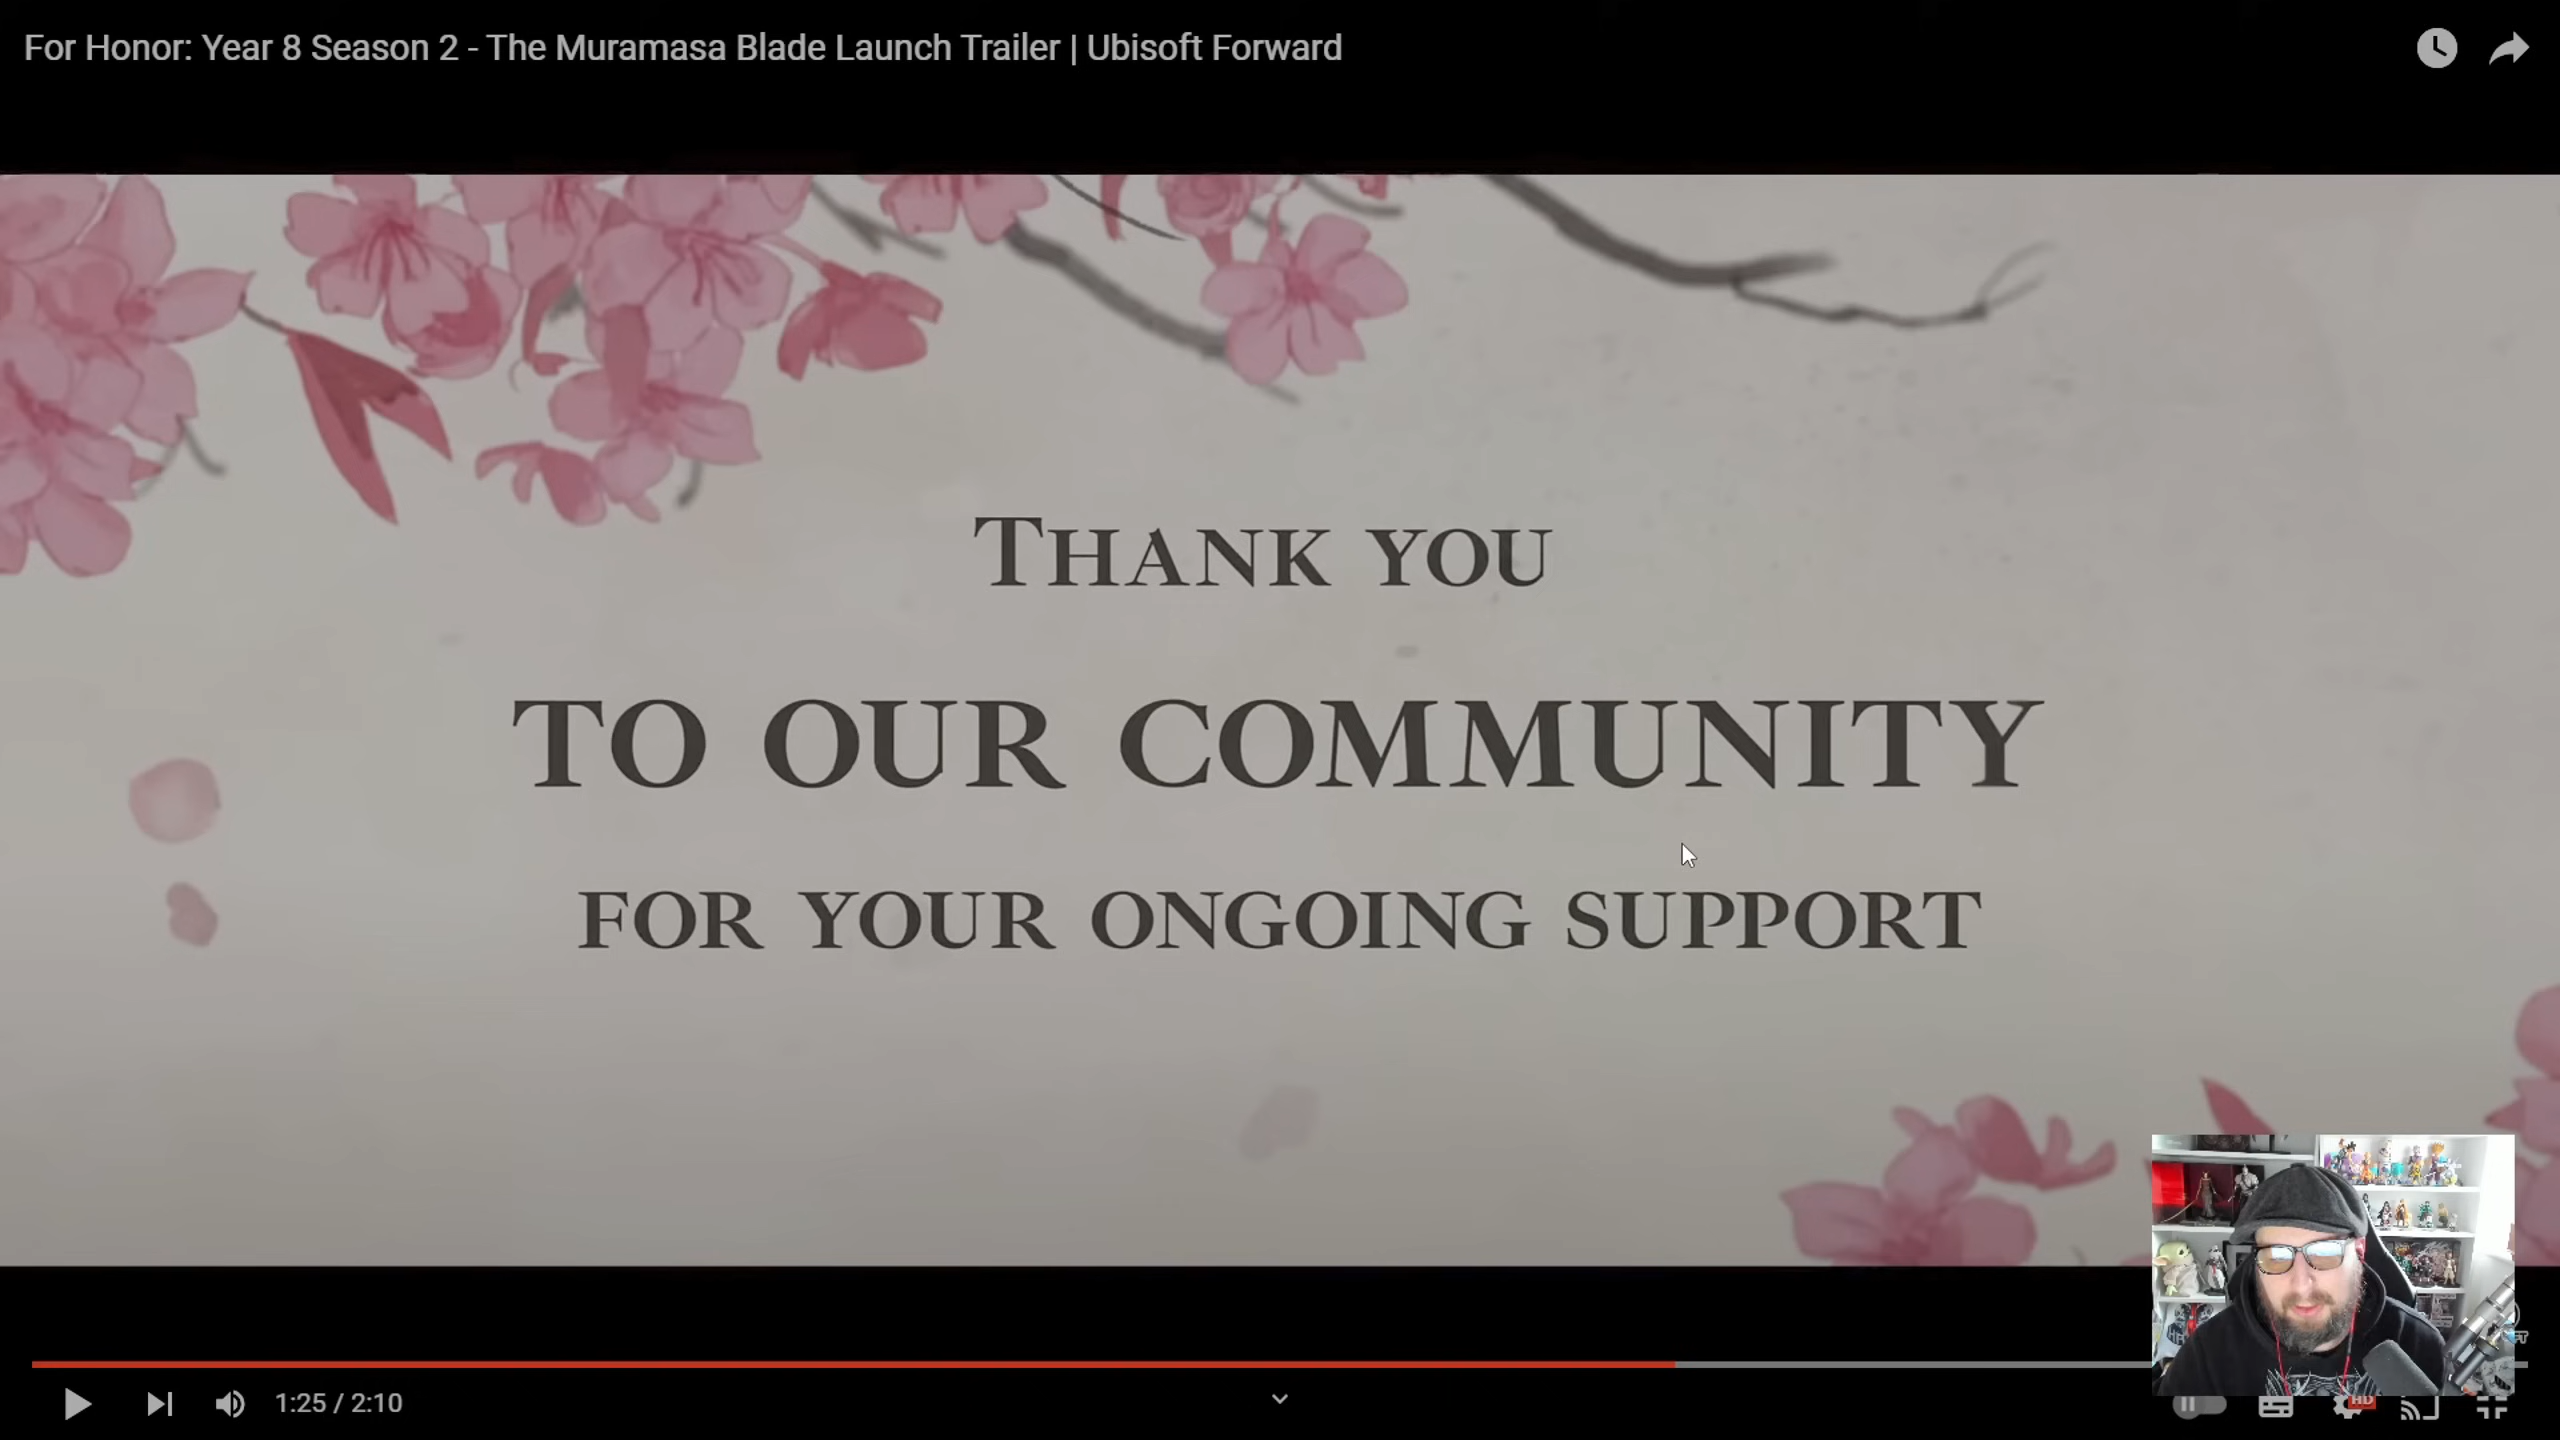 For Honor: Year 8 Season 2 - The Muramasa Blade Launch Trailer | Ubisoft Forward
THANK YOU
TO OUR COMMUNITY
FOR YOUR ONGOING SUPPORT
1:25 / 2:10
HD